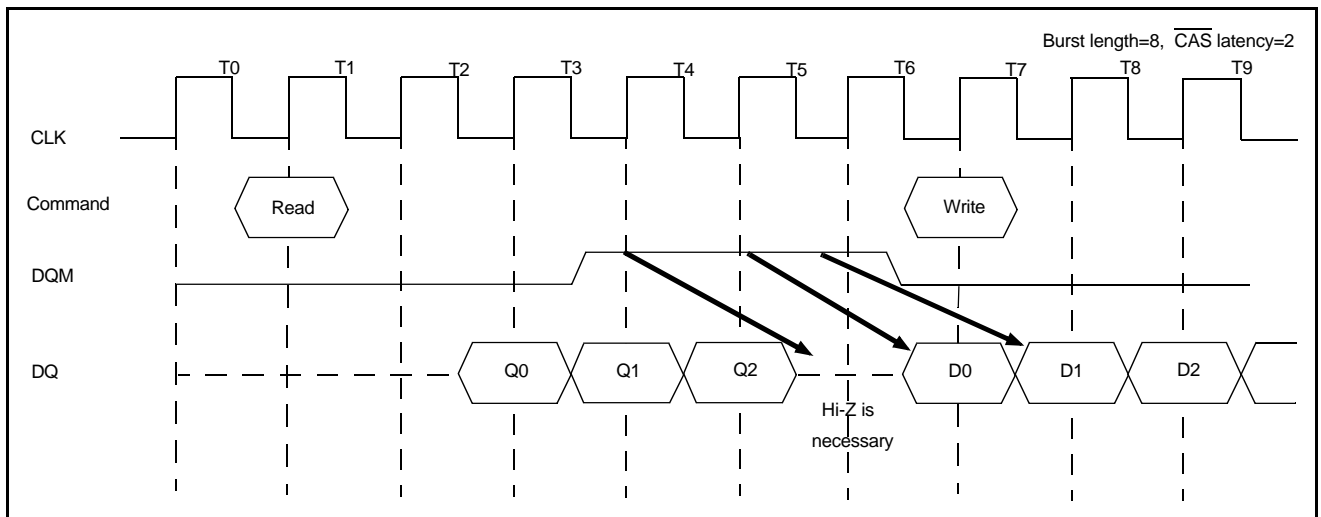 Burst length=8, CAS latency=2
T0 T1 T2 T3 T4 T5 T6 T7 T8 T9
CLK
Command Read Write
DQM
DQ Q0 Q1 Q2 D0 D1 D2
Hi-Z is
necessary